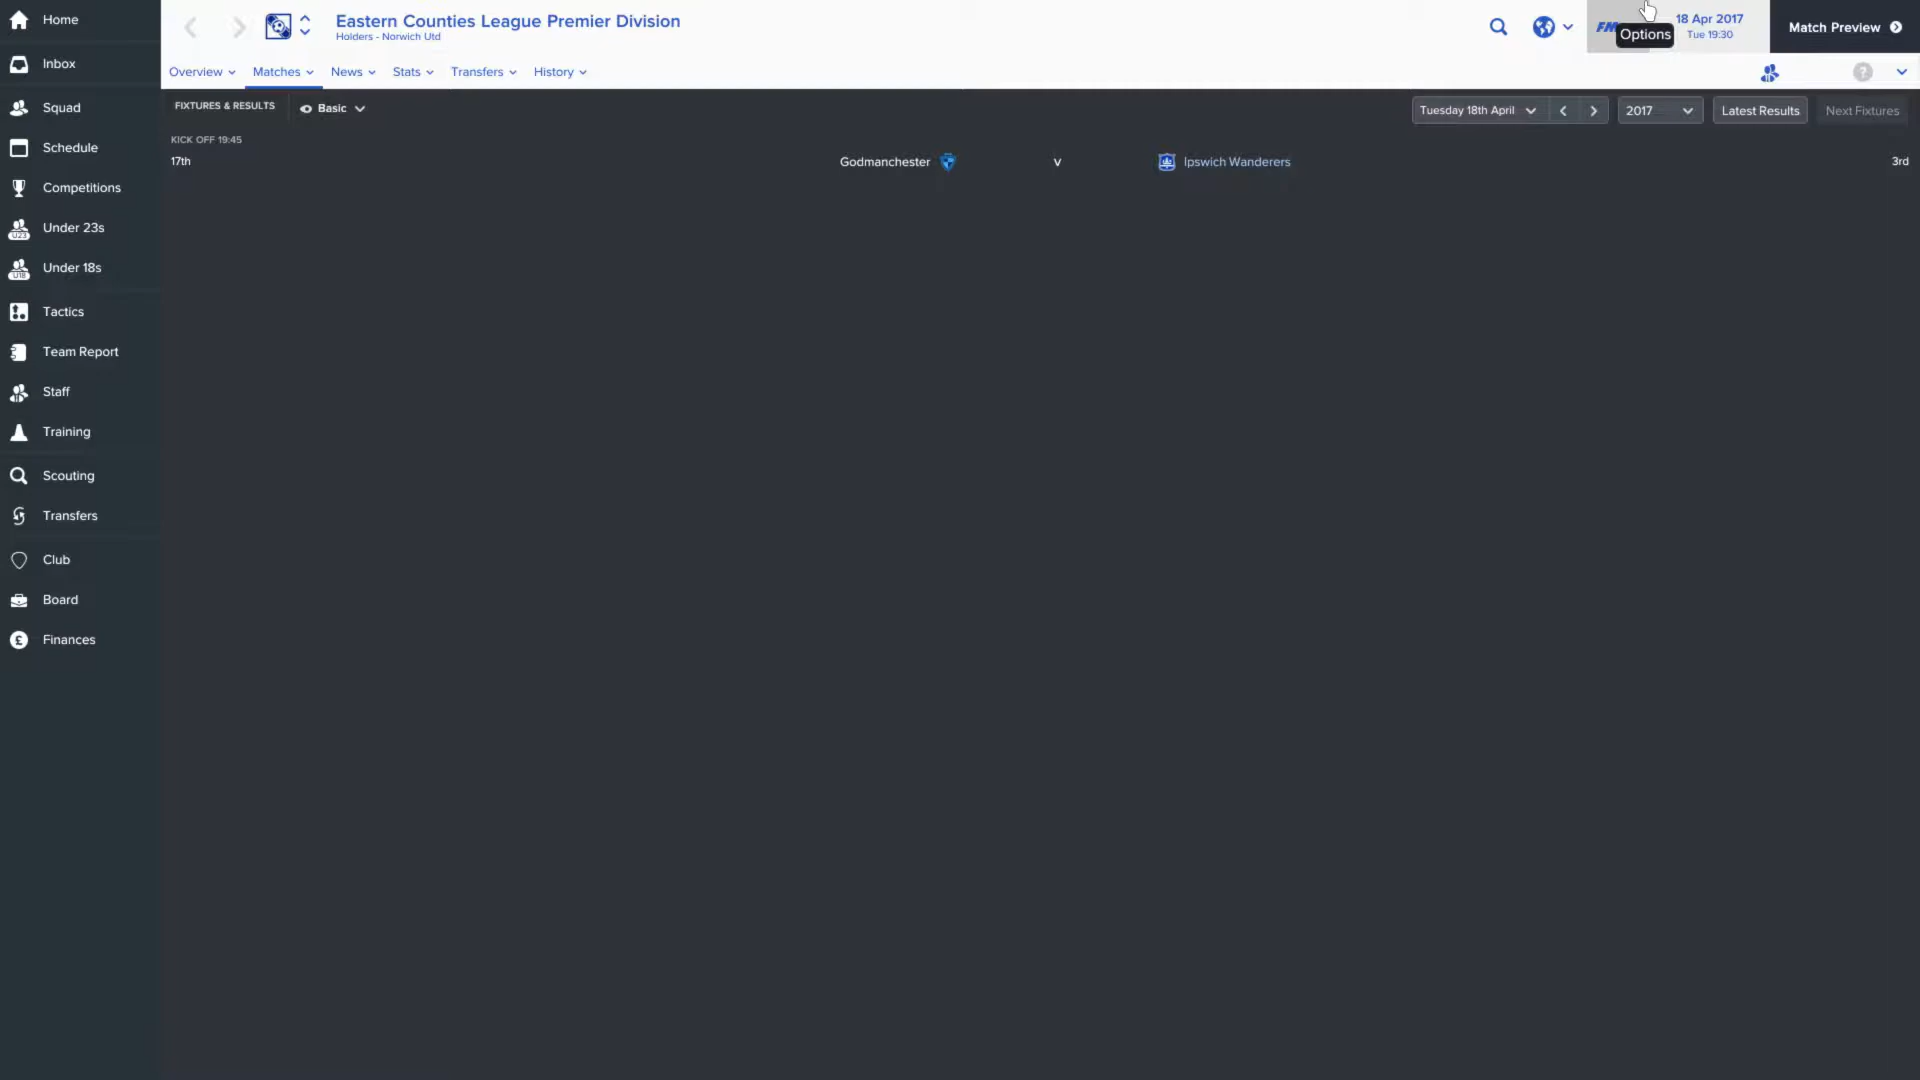 Home
Inbox
Squad
Schedule
Competitions
Under 23s
Under 18s
Tactics
Team Report
Staff
Training
Scouting
Transfers
Club
Board
Finances
Eastern Counties League Premier Division
Holders - Norwich Utd
FM
Options
18 Apr 2017
Tue 19:30
Match Preview
Overview Matches News Stats Transfers History
FIXTURES & RESULTS Basic Tuesday 18th April 2017 Latest Results Next Fixtures
KICK OFF 19:45
17th Godmanchester v Ipswich Wanderers 3rd